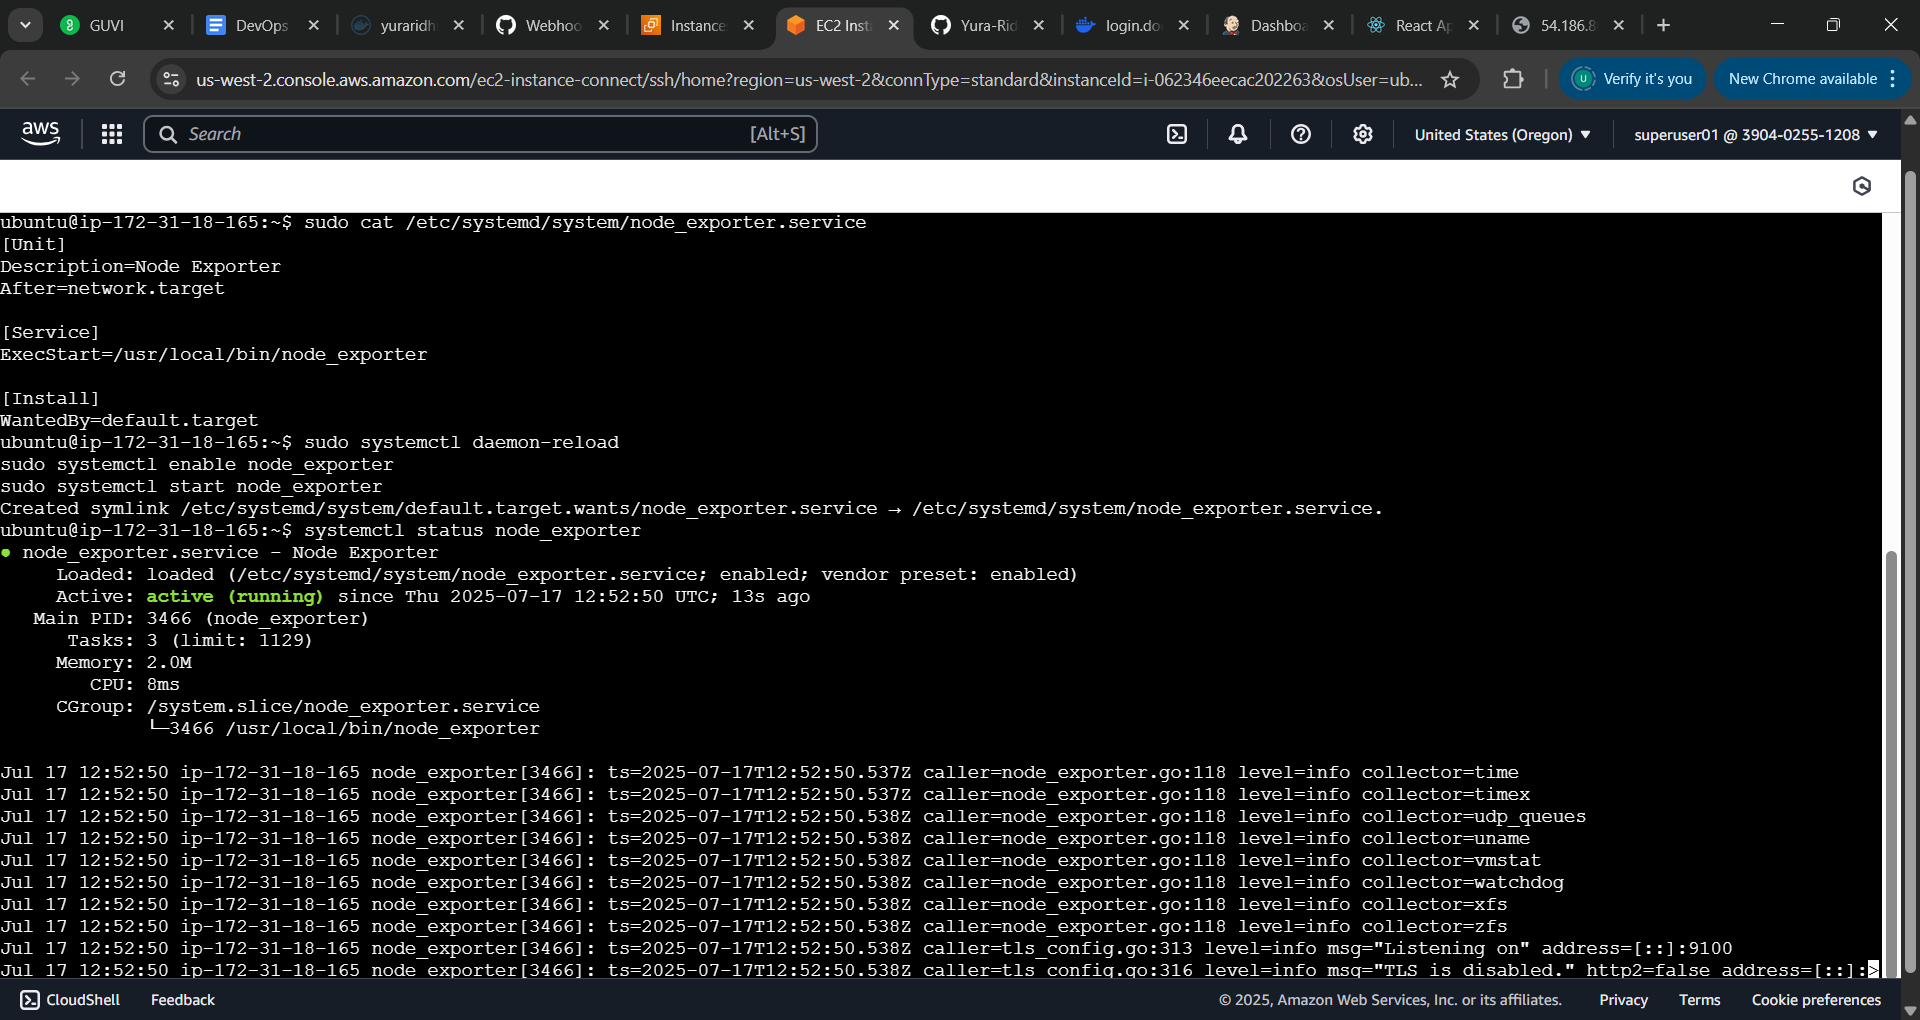 GUVI
DevOps
yuraridh
Webhoo
Instance
EC2 Inst
Yura-Rid
login.do
Dashboa
React Ap
54.186.8
us-west-2.console.aws.amazon.com/ec2-instance-connect/ssh/home?region=us-west-2&connType=standard&instanceId=i-062346eecac202263&osUser=ub...
U
Verify it's you
New Chrome available
aws
Search
[Alt+S]
United States (Oregon)
superuser01 @ 3904-0255-1208
ubuntu@ip-172-31-18-165:~$ sudo cat /etc/systemd/system/node_exporter.service
[Unit]
Description=Node Exporter
After=network.target
[Service]
ExecStart=/usr/local/bin/node_exporter
[Install]
WantedBy=default.target
ubuntu@ip-172-31-18-165:~$ sudo systemctl daemon-reload
sudo systemctl enable node_exporter
sudo systemctl start node_exporter
Created symlink /etc/systemd/system/default.target.wants/node_exporter.service → /etc/systemd/system/node_exporter.service.
ubuntu@ip-172-31-18-165:~$ systemctl status node_exporter
● node_exporter.service - Node Exporter
Loaded: loaded (/etc/systemd/system/node_exporter.service; enabled; vendor preset: enabled)
Active: active (running) since Thu 2025-07-17 12:52:50 UTC; 13s ago
Main PID: 3466 (node_exporter)
Tasks: 3 (limit: 1129)
Memory: 2.0M
CPU: 8ms
CGroup: /system.slice/node_exporter.service
└─3466 /usr/local/bin/node_exporter
Jul 17 12:52:50 ip-172-31-18-165 node_exporter[3466]: ts=2025-07-17T12:52:50.537Z caller=node_exporter.go:118 level=info collector=time
Jul 17 12:52:50 ip-172-31-18-165 node_exporter[3466]: ts=2025-07-17T12:52:50.537Z caller=node_exporter.go:118 level=info collector=timex
Jul 17 12:52:50 ip-172-31-18-165 node_exporter[3466]: ts=2025-07-17T12:52:50.538Z caller=node_exporter.go:118 level=info collector=udp_queues
Jul 17 12:52:50 ip-172-31-18-165 node_exporter[3466]: ts=2025-07-17T12:52:50.538Z caller=node_exporter.go:118 level=info collector=uname
Jul 17 12:52:50 ip-172-31-18-165 node_exporter[3466]: ts=2025-07-17T12:52:50.538Z caller=node_exporter.go:118 level=info collector=vmstat
Jul 17 12:52:50 ip-172-31-18-165 node_exporter[3466]: ts=2025-07-17T12:52:50.538Z caller=node_exporter.go:118 level=info collector=watchdog
Jul 17 12:52:50 ip-172-31-18-165 node_exporter[3466]: ts=2025-07-17T12:52:50.538Z caller=node_exporter.go:118 level=info collector=xfs
Jul 17 12:52:50 ip-172-31-18-165 node_exporter[3466]: ts=2025-07-17T12:52:50.538Z caller=node_exporter.go:118 level=info collector=zfs
Jul 17 12:52:50 ip-172-31-18-165 node_exporter[3466]: ts=2025-07-17T12:52:50.538Z caller=tls_config.go:313 level=info msg="Listening on" address=[::]:9100
Jul 17 12:52:50 ip-172-31-18-165 node_exporter[3466]: ts=2025-07-17T12:52:50.538Z caller=tls_config.go:316 level=info msg="TLS is disabled." http2=false address=[::]:>
CloudShell
Feedback
© 2025, Amazon Web Services, Inc. or its affiliates.
Privacy
Terms
Cookie preferences